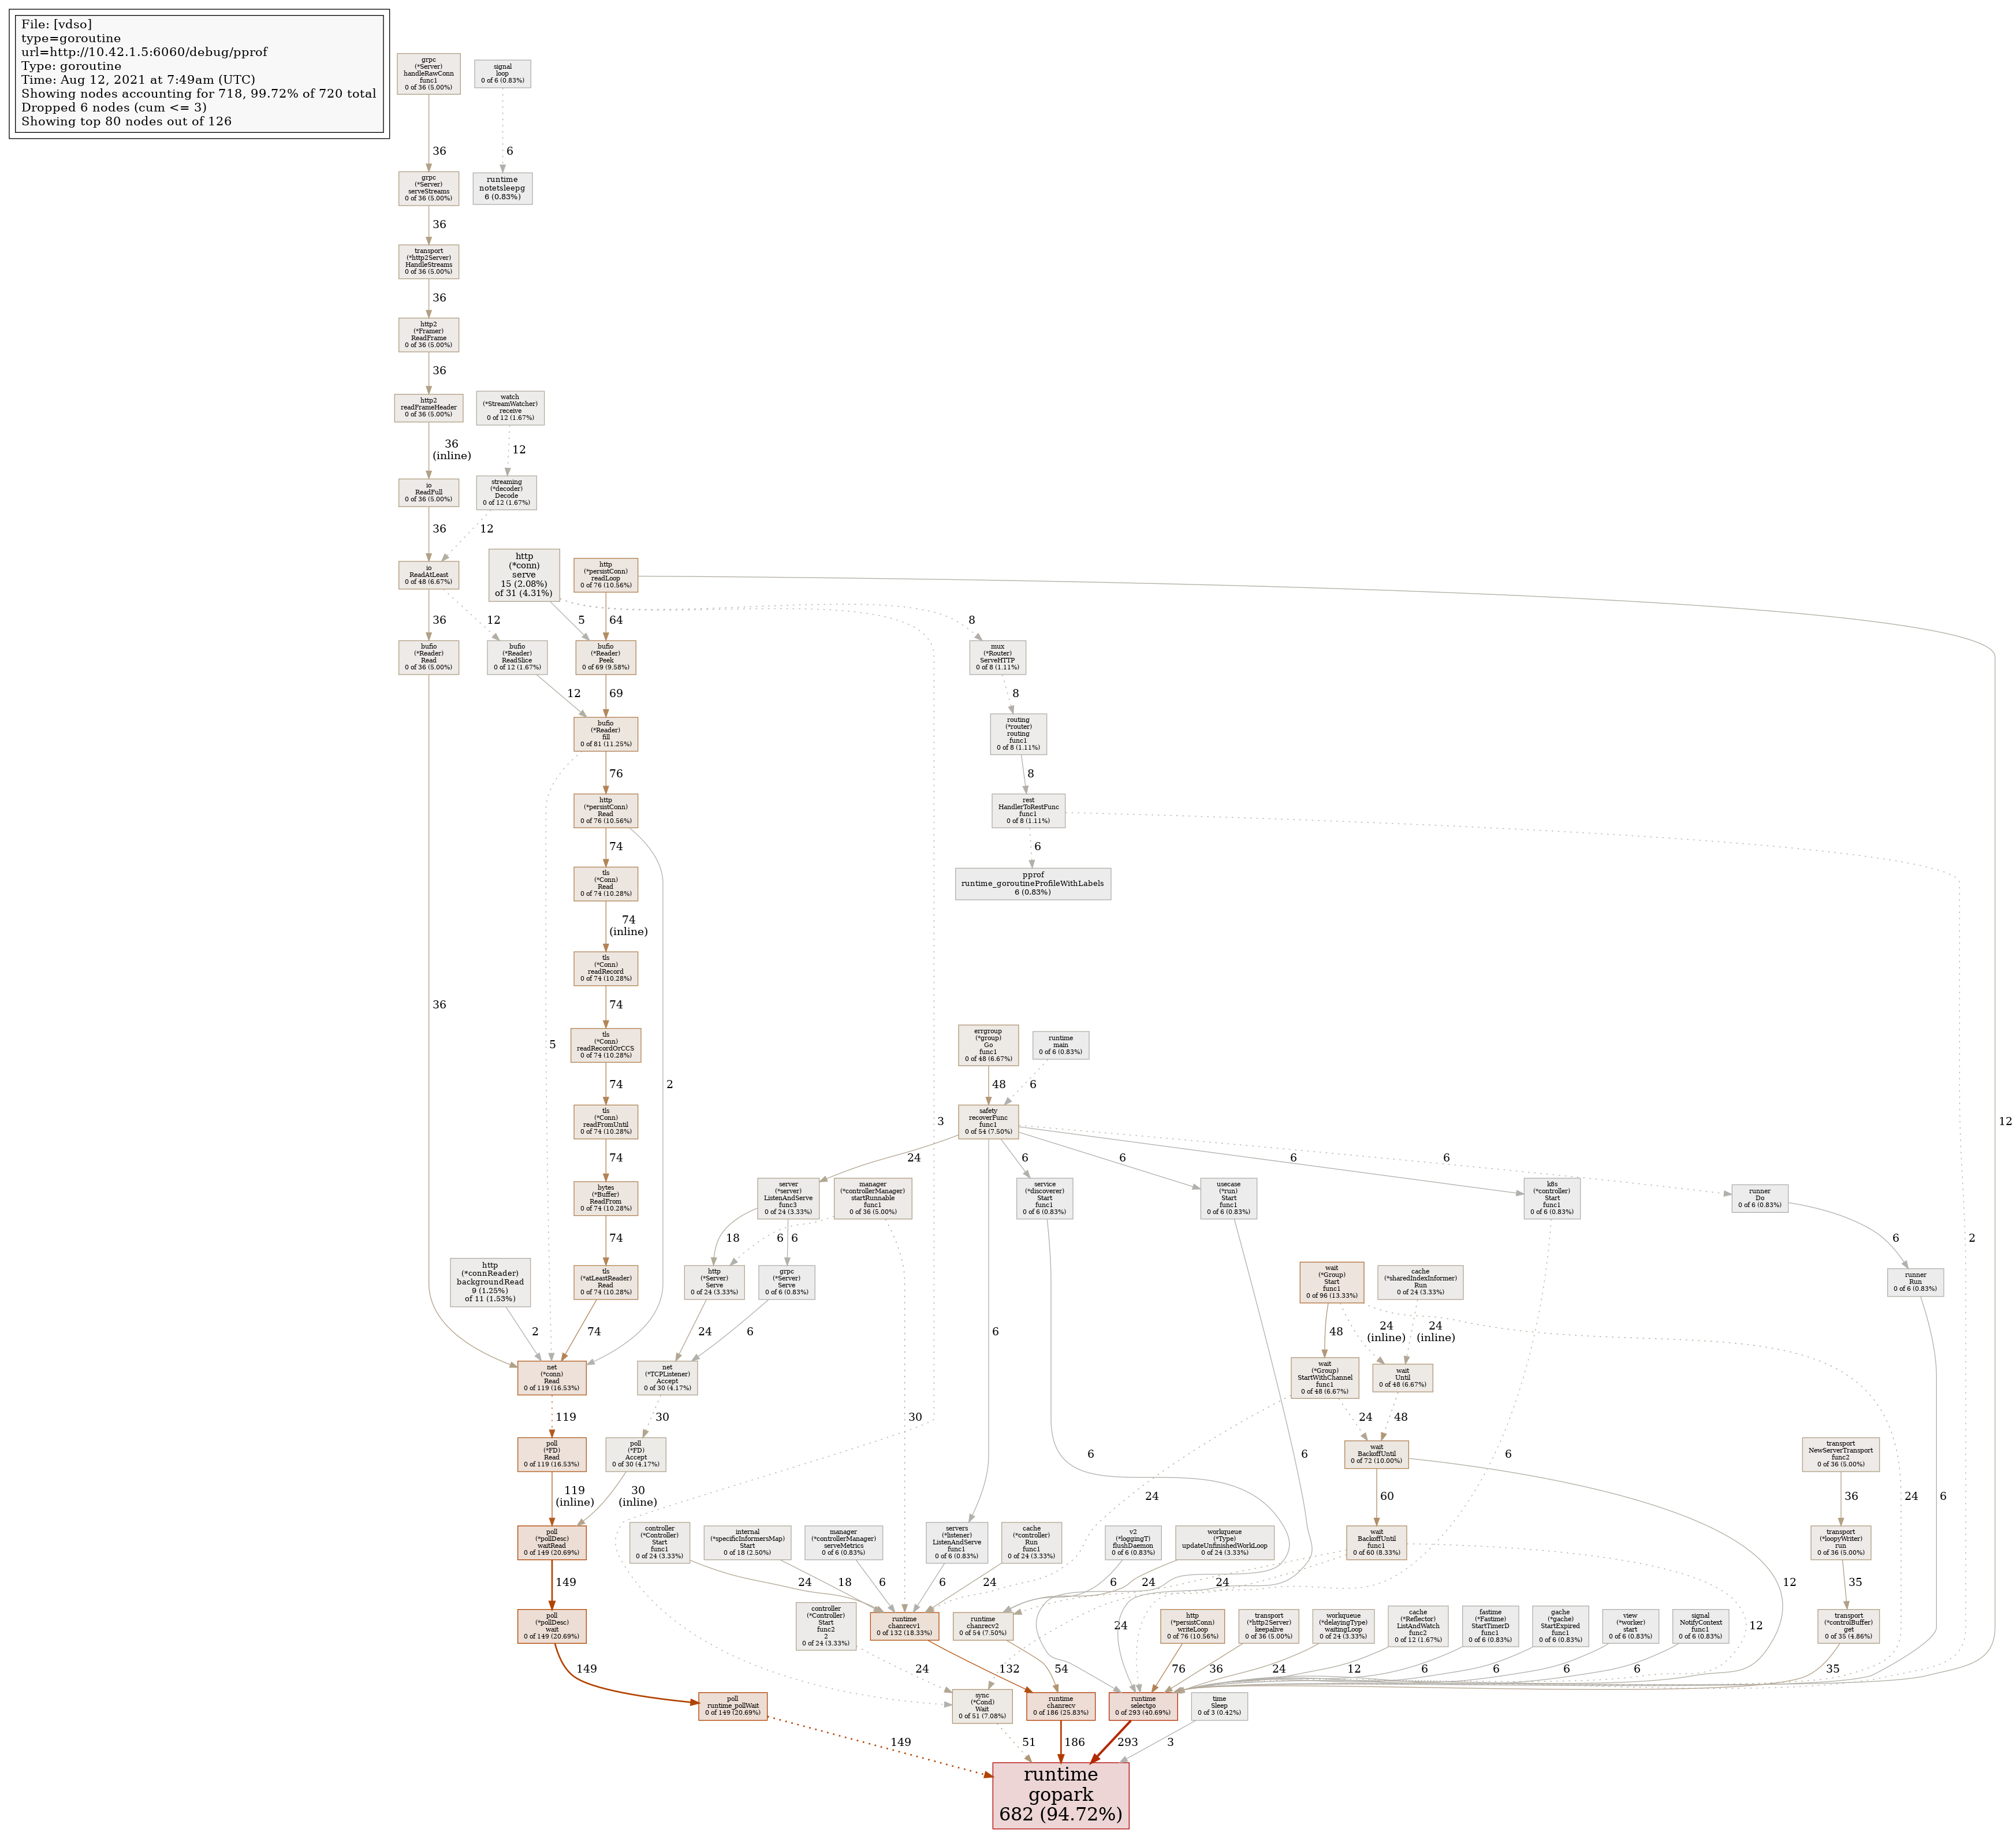 File: [vdso]
type=goroutine
url=http://10.42.1.5:6060/debug/pprof
Type: goroutine
Time: Aug 12, 2021 at 7:49am (UTC)
Showing nodes accounting for 718, 99.72% of 720 total
Dropped 6 nodes (cum <= 3)
Showing top 80 nodes out of 126
grpc
(*Server)
handleRawConn
func1
0 of 36 (5.00%)
signal
loop
0 of 6 (0.83%)
36
6
grpc
(*Server)
serveStreams
0 of 36 (5.00%)
runtime
notetsleepg
6 (0.83%)
36
transport
(*http2Server)
HandleStreams
0 of 36 (5.00%)
36
http2
(*Framer)
ReadFrame
0 of 36 (5.00%)
36
http2
readFrameHeader
0 of 36 (5.00%)
watch
(*StreamWatcher)
receive
0 of 12 (1.67%)
36
(inline)
12
io
ReadFull
0 of 36 (5.00%)
streaming
(*decoder)
Decode
0 of 12 (1.67%)
36
12
io
ReadAtLeast
0 of 48 (6.67%)
http
(*conn)
serve
15 (2.08%)
of 31 (4.31%)
http
(*persistConn)
readLoop
0 of 76 (10.56%)
36
12
5
64
8
bufio
(*Reader)
Read
0 of 36 (5.00%)
bufio
(*Reader)
ReadSlice
0 of 12 (1.67%)
bufio
(*Reader)
Peek
0 of 69 (9.58%)
mux
(*Router)
ServeHTTP
0 of 8 (1.11%)
12
69
8
bufio
(*Reader)
fill
0 of 81 (11.25%)
routing
(*router)
routing
func1
0 of 8 (1.11%)
76
8
http
(*persistConn)
Read
0 of 76 (10.56%)
rest
HandlerToRestFunc
func1
0 of 8 (1.11%)
74
6
tls
(*Conn)
Read
0 of 74 (10.28%)
pprof
runtime_goroutineProfileWithLabels
6 (0.83%)
74
(inline)
tls
(*Conn)
readRecord
0 of 74 (10.28%)
36
74
5
2
tls
(*Conn)
readRecordOrCCS
0 of 74 (10.28%)
errgroup
(*group)
Go
func1
0 of 48 (6.67%)
runtime
main
0 of 6 (0.83%)
74
48
6
tls
(*Conn)
readFromUntil
0 of 74 (10.28%)
3
safety
recoverFunc
func1
0 of 54 (7.50%)
12
74
24
6
6
6
6
bytes
(*Buffer)
ReadFrom
0 of 74 (10.28%)
server
(*server)
ListenAndServe
func3
0 of 24 (3.33%)
manager
(*controllerManager)
startRunnable
func1
0 of 36 (5.00%)
service
(*discoverer)
Start
func1
0 of 6 (0.83%)
usecase
(*run)
Start
func1
0 of 6 (0.83%)
k8s
(*controller)
Start
func1
0 of 6 (0.83%)
runner
Do
0 of 6 (0.83%)
74
18
6
6
6
2
http
(*connReader)
backgroundRead
9 (1.25%)
of 11 (1.53%)
tls
(*atLeastReader)
Read
0 of 74 (10.28%)
http
(*Server)
Serve
0 of 24 (3.33%)
grpc
(*Server)
Serve
0 of 6 (0.83%)
wait
(*Group)
Start
func1
0 of 96 (13.33%)
cache
(*sharedIndexInformer)
Run
0 of 24 (3.33%)
runner
Run
0 of 6 (0.83%)
2
74
24
6
6
48
24
(inline)
24
(inline)
net
(*conn)
Read
0 of 119 (16.53%)
net
(*TCPListener)
Accept
0 of 30 (4.17%)
wait
(*Group)
StartWithChannel
func1
0 of 48 (6.67%)
wait
Until
0 of 48 (6.67%)
119
30
30
24
48
poll
(*FD)
Read
0 of 119 (16.53%)
poll
(*FD)
Accept
0 of 30 (4.17%)
6
6
wait
BackoffUntil
0 of 72 (10.00%)
6
transport
NewServerTransport
func2
0 of 36 (5.00%)
119
(inline)
30
(inline)
24
60
36
24
6
poll
(*pollDesc)
waitRead
0 of 149 (20.69%)
controller
(*Controller)
Start
func1
0 of 24 (3.33%)
internal
(*specificInformersMap)
Start
0 of 18 (2.50%)
manager
(*controllerManager)
serveMetrics
0 of 6 (0.83%)
servers
(*listener)
ListenAndServe
func1
0 of 6 (0.83%)
cache
(*controller)
Run
func1
0 of 24 (3.33%)
v2
(*loggingT)
flushDaemon
0 of 6 (0.83%)
workqueue
(*Type)
updateUnfinishedWorkLoop
0 of 24 (3.33%)
wait
BackoffUntil
func1
0 of 60 (8.33%)
transport
(*loopyWriter)
run
0 of 36 (5.00%)
149
24
18
6
6
24
6
24
24
12
35
poll
(*pollDesc)
wait
0 of 149 (20.69%)
controller
(*Controller)
Start
func2
2
0 of 24 (3.33%)
runtime
chanrecv1
0 of 132 (18.33%)
runtime
chanrecv2
0 of 54 (7.50%)
24
http
(*persistConn)
writeLoop
0 of 76 (10.56%)
transport
(*http2Server)
keepalive
0 of 36 (5.00%)
workqueue
(*delayingType)
waitingLoop
0 of 24 (3.33%)
cache
(*Reflector)
ListAndWatch
func2
0 of 12 (1.67%)
fastime
(*Fastime)
StartTimerD
func1
0 of 6 (0.83%)
gache
(*gache)
StartExpired
func1
0 of 6 (0.83%)
view
(*worker)
start
0 of 6 (0.83%)
signal
NotifyContext
func1
0 of 6 (0.83%)
12
transport
(*controlBuffer)
get
0 of 35 (4.86%)
149
24
132
54
76
36
24
12
6
6
6
6
35
poll
runtime_pollWait
0 of 149 (20.69%)
sync
(*Cond)
Wait
0 of 51 (7.08%)
runtime
chanrecv
0 of 186 (25.83%)
runtime
selectgo
0 of 293 (40.69%)
time
Sleep
0 of 3 (0.42%)
149
51
186
293
3
runtime
gopark
682 (94.72%)